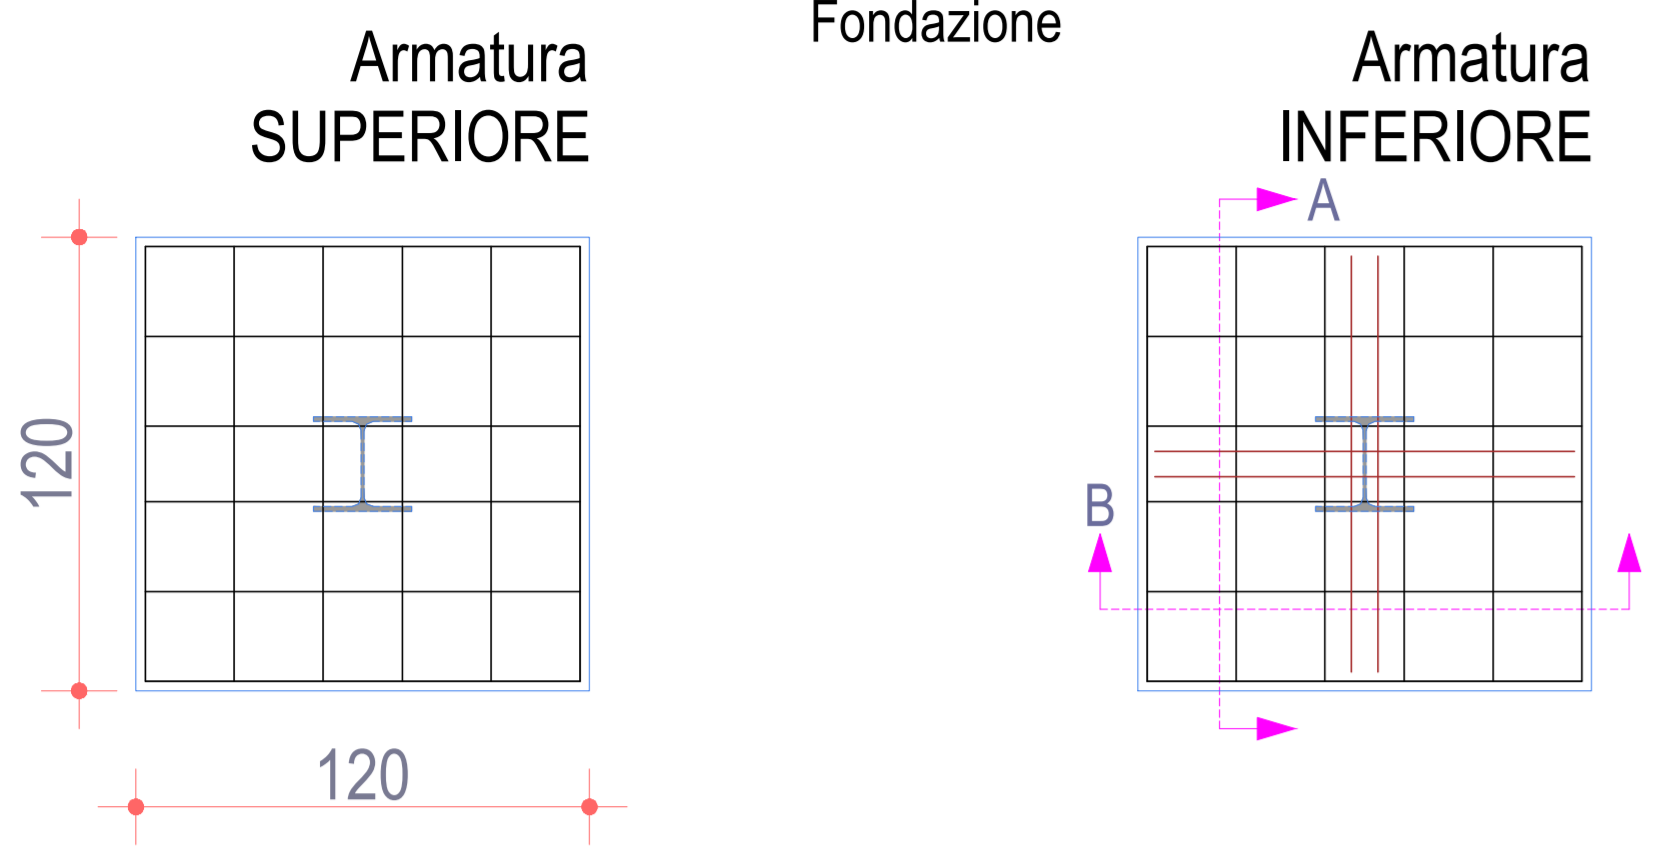 Fondazione
Armatura
SUPERIORE
Armatura
INFERIORE
A
120
B
120